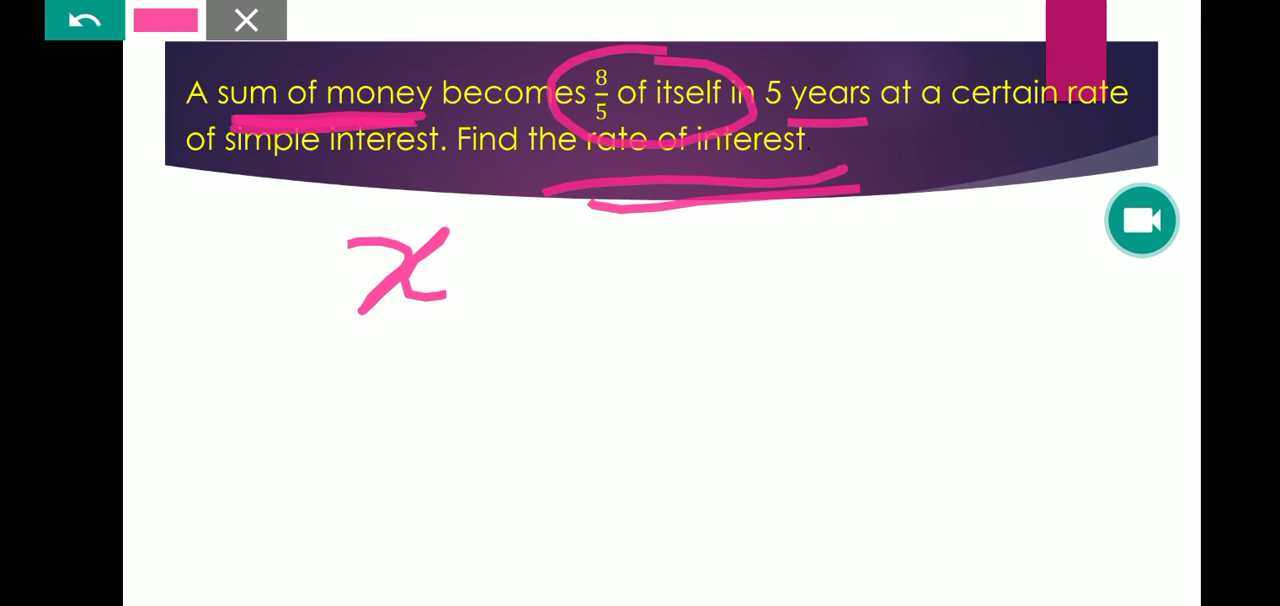 A sum of money becomes 8/5 of itself in 5 years at a certain rate
of simple interest. Find the rate of interest.
x